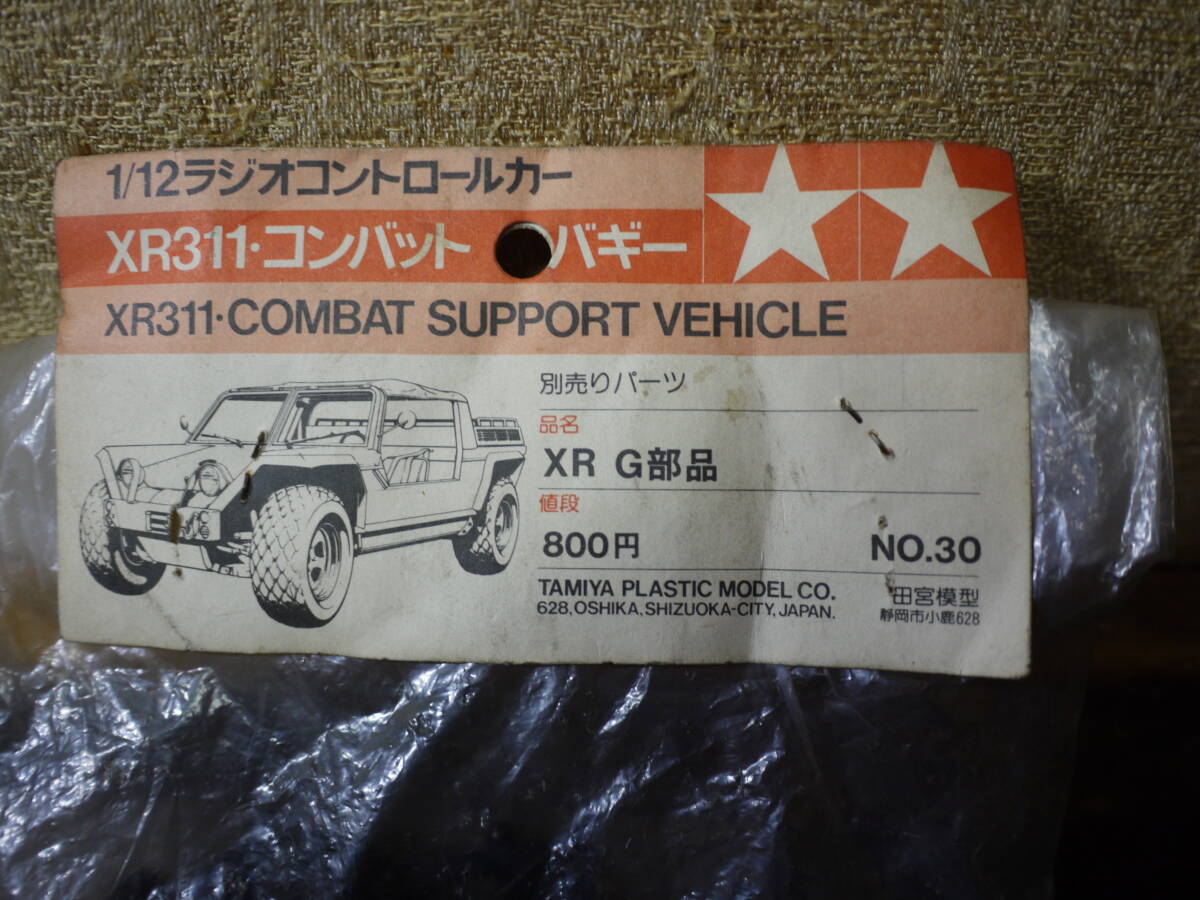 1/12ラジオコントロールカー
XR311・コンバット バギー
XR311・COMBAT SUPPORT VEHICLE
別売りパーツ
品名
XR G部品
値段
800円 NO.30
TAMIYA PLASTIC MODEL CO. 田宮模型
628, OSHIKA, SHIZUOKA-CITY, JAPAN. 静岡市小鹿628